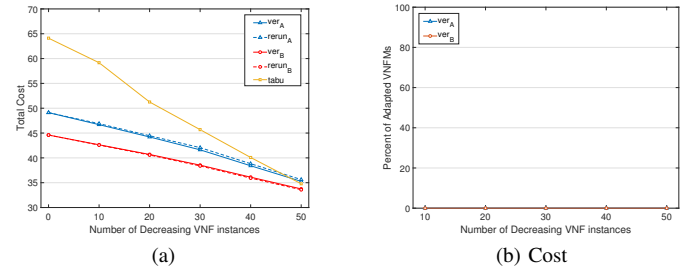 70
65
60
55
50
45
40
35
30
0
10
20
30
40
50
Total Cost
Number of Decreasing VNF instances
ver_A
rerun_A
ver_B
rerun_B
tabu
(a)
100
80
60
40
20
0
10
20
30
40
50
Percent of Adapted VNFMs
Number of Decreasing VNF instances
ver_A
ver_B
(b) Cost